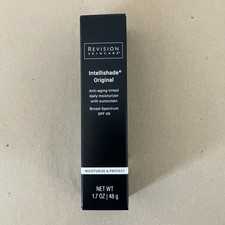 REVISION
SKINCARE®
Intellishade®
Original
Anti-aging tinted
daily moisturizer
with sunscreen
Broad-Spectrum
SPF 45
MOISTURIZE & PROTECT
NET WT
1.7 OZ | 48 g